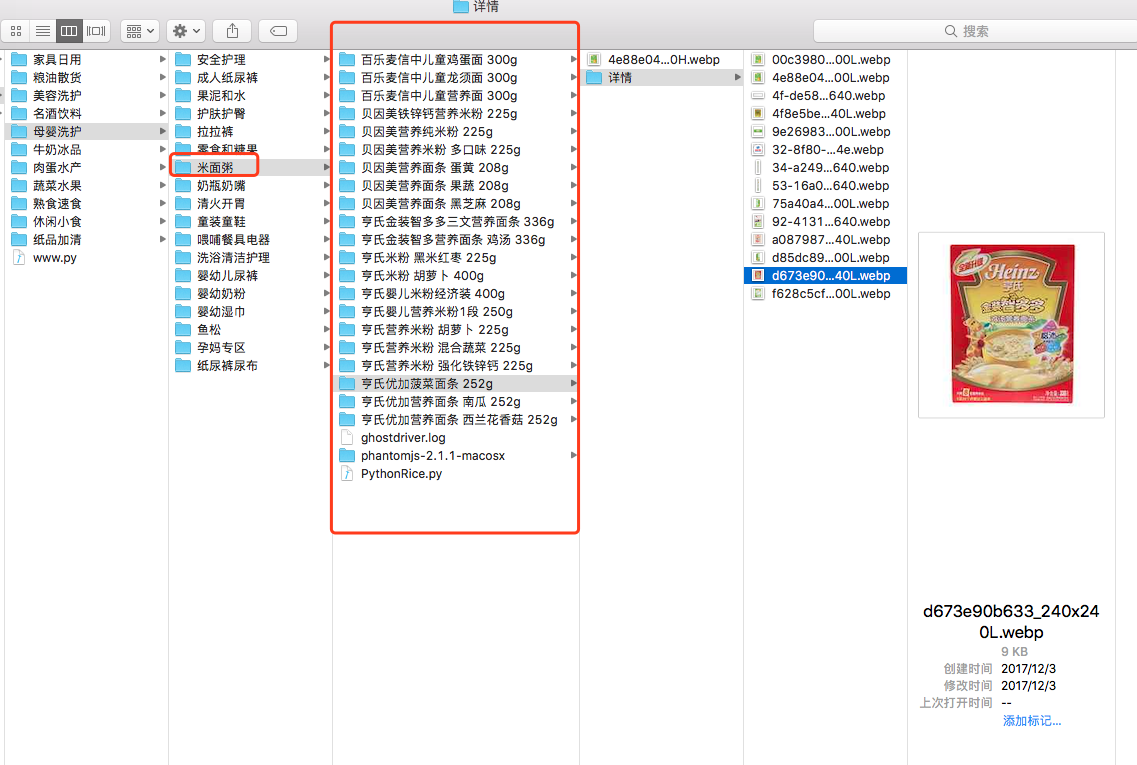 详情
搜索
家具日用
粮油散货
美容洗护
名酒饮料
母婴洗护
牛奶冰品
肉蛋水产
蔬菜水果
熟食速食
休闲小食
纸品加清
www.py
安全护理
成人纸尿裤
果泥和水
护肤护臀
拉拉裤
零食和糖果
米面粥
奶瓶奶嘴
清火开胃
童装童鞋
喂哺餐具电器
洗浴清洁护理
婴幼儿尿裤
婴幼奶粉
婴幼湿巾
鱼松
孕妈专区
纸尿裤尿布
百乐麦信中儿童鸡蛋面 300g
百乐麦信中儿童龙须面 300g
百乐麦信中儿童营养面 300g
贝因美铁锌钙营养米粉 225g
贝因美营养纯米粉 225g
贝因美营养米粉 多口味 225g
贝因美营养面条 蛋黄 208g
贝因美营养面条 果蔬 208g
贝因美营养面条 黑芝麻 208g
亨氏金装智多多三文营养面条 336g
亨氏金装智多营养面条 鸡汤 336g
亨氏米粉 黑米红枣 225g
亨氏米粉 胡萝卜 400g
亨氏婴儿米粉经济装 400g
亨氏婴儿营养米粉1段 250g
亨氏营养米粉 胡萝卜 225g
亨氏营养米粉 混合蔬菜 225g
亨氏营养米粉 强化铁锌钙 225g
亨氏优加菠菜面条 252g
亨氏优加营养面条 南瓜 252g
亨氏优加营养面条 西兰花香菇 252g
ghostdriver.log
phantomjs-2.1.1-macosx
PythonRice.py
4e88e04...0H.webp
详情
00c3980...00L.webp
4e88e04...00L.webp
4f-de58...640.webp
4f8e5be...40L.webp
9e26983...00L.webp
32-8f80-...4e.webp
34-a249...640.webp
53-16a0...640.webp
75a40a4...00L.webp
92-4131...640.webp
a087987...40L.webp
d85dc89...00L.webp
d673e90...40L.webp
f628c5cf...00L.webp
全新升级
Heinz
亨氏
金装智多多
d673e90b633_240x24
0L.webp
9 KB
创建时间 2017/12/3
修改时间 2017/12/3
上次打开时间 --
添加标记...